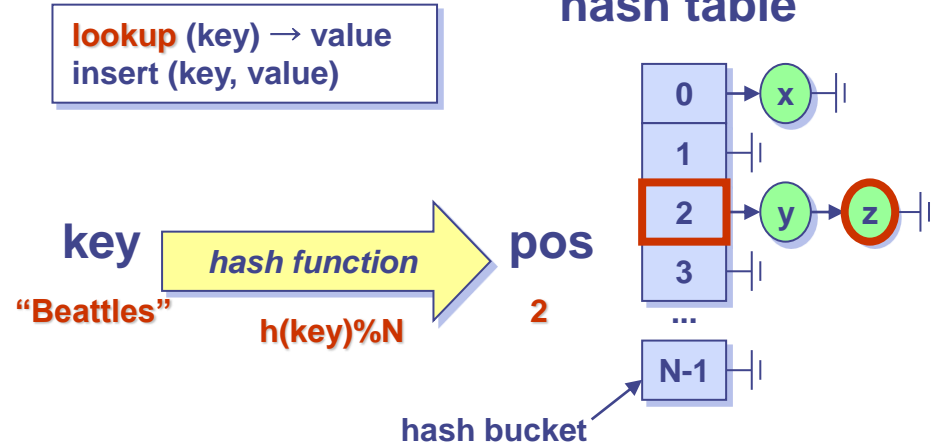 hash table
lookup (key) → value
insert (key, value)
0
x
1
2
y
z
3
...
N-1
key
hash function
pos
“Beattles”
h(key)%N
2
hash bucket